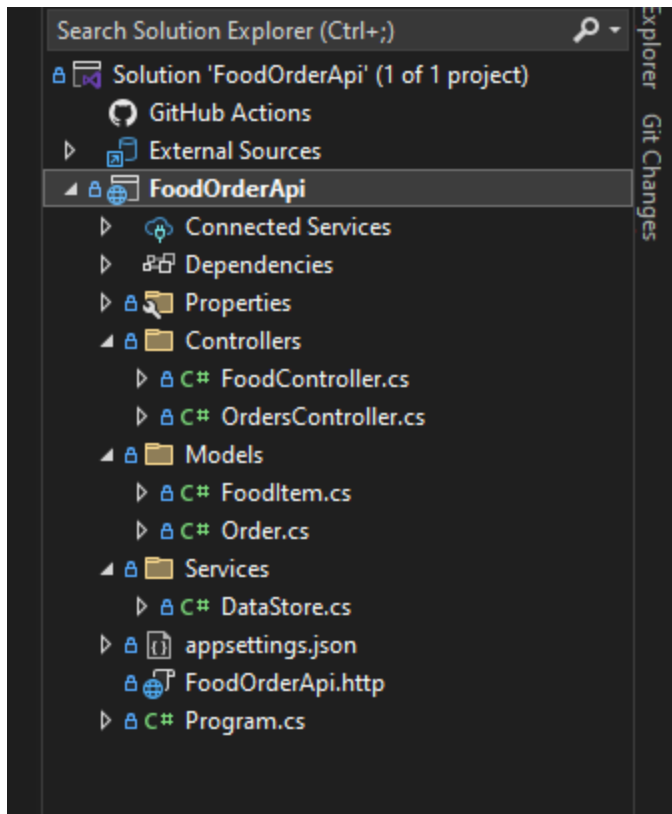 Search Solution Explorer (Ctrl+;)
Solution 'FoodOrderApi' (1 of 1 project)
GitHub Actions
External Sources
FoodOrderApi
Connected Services
Dependencies
Properties
Controllers
C# FoodController.cs
C# OrdersController.cs
Models
C# FoodItem.cs
C# Order.cs
Services
C# DataStore.cs
appsettings.json
FoodOrderApi.http
C# Program.cs
Explorer
Git Changes